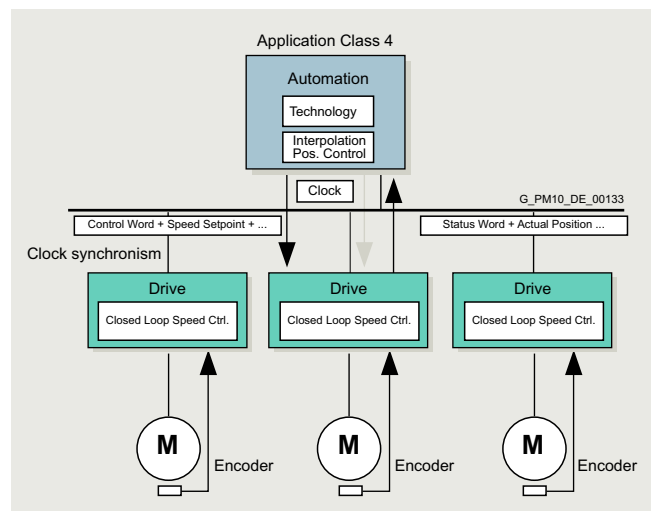 Application Class 4
Automation
Technology
Interpolation
Pos. Control
Clock
G_PM10_DE_00133
Control Word + Speed Setpoint + ...
Status Word + Actual Position ...
Clock synchronism
Drive
Closed Loop Speed Ctrl.
Drive
Closed Loop Speed Ctrl.
Drive
Closed Loop Speed Ctrl.
M
Encoder
M
Encoder
M
Encoder